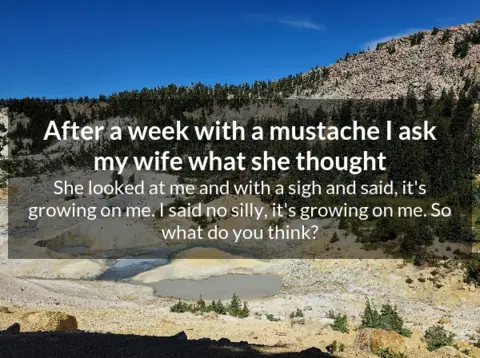 After a week with a mustache I ask
my wife what she thought
She looked at me and with a sigh and said, it's
growing on me. I said no silly, it's growing on me. So
what do you think?